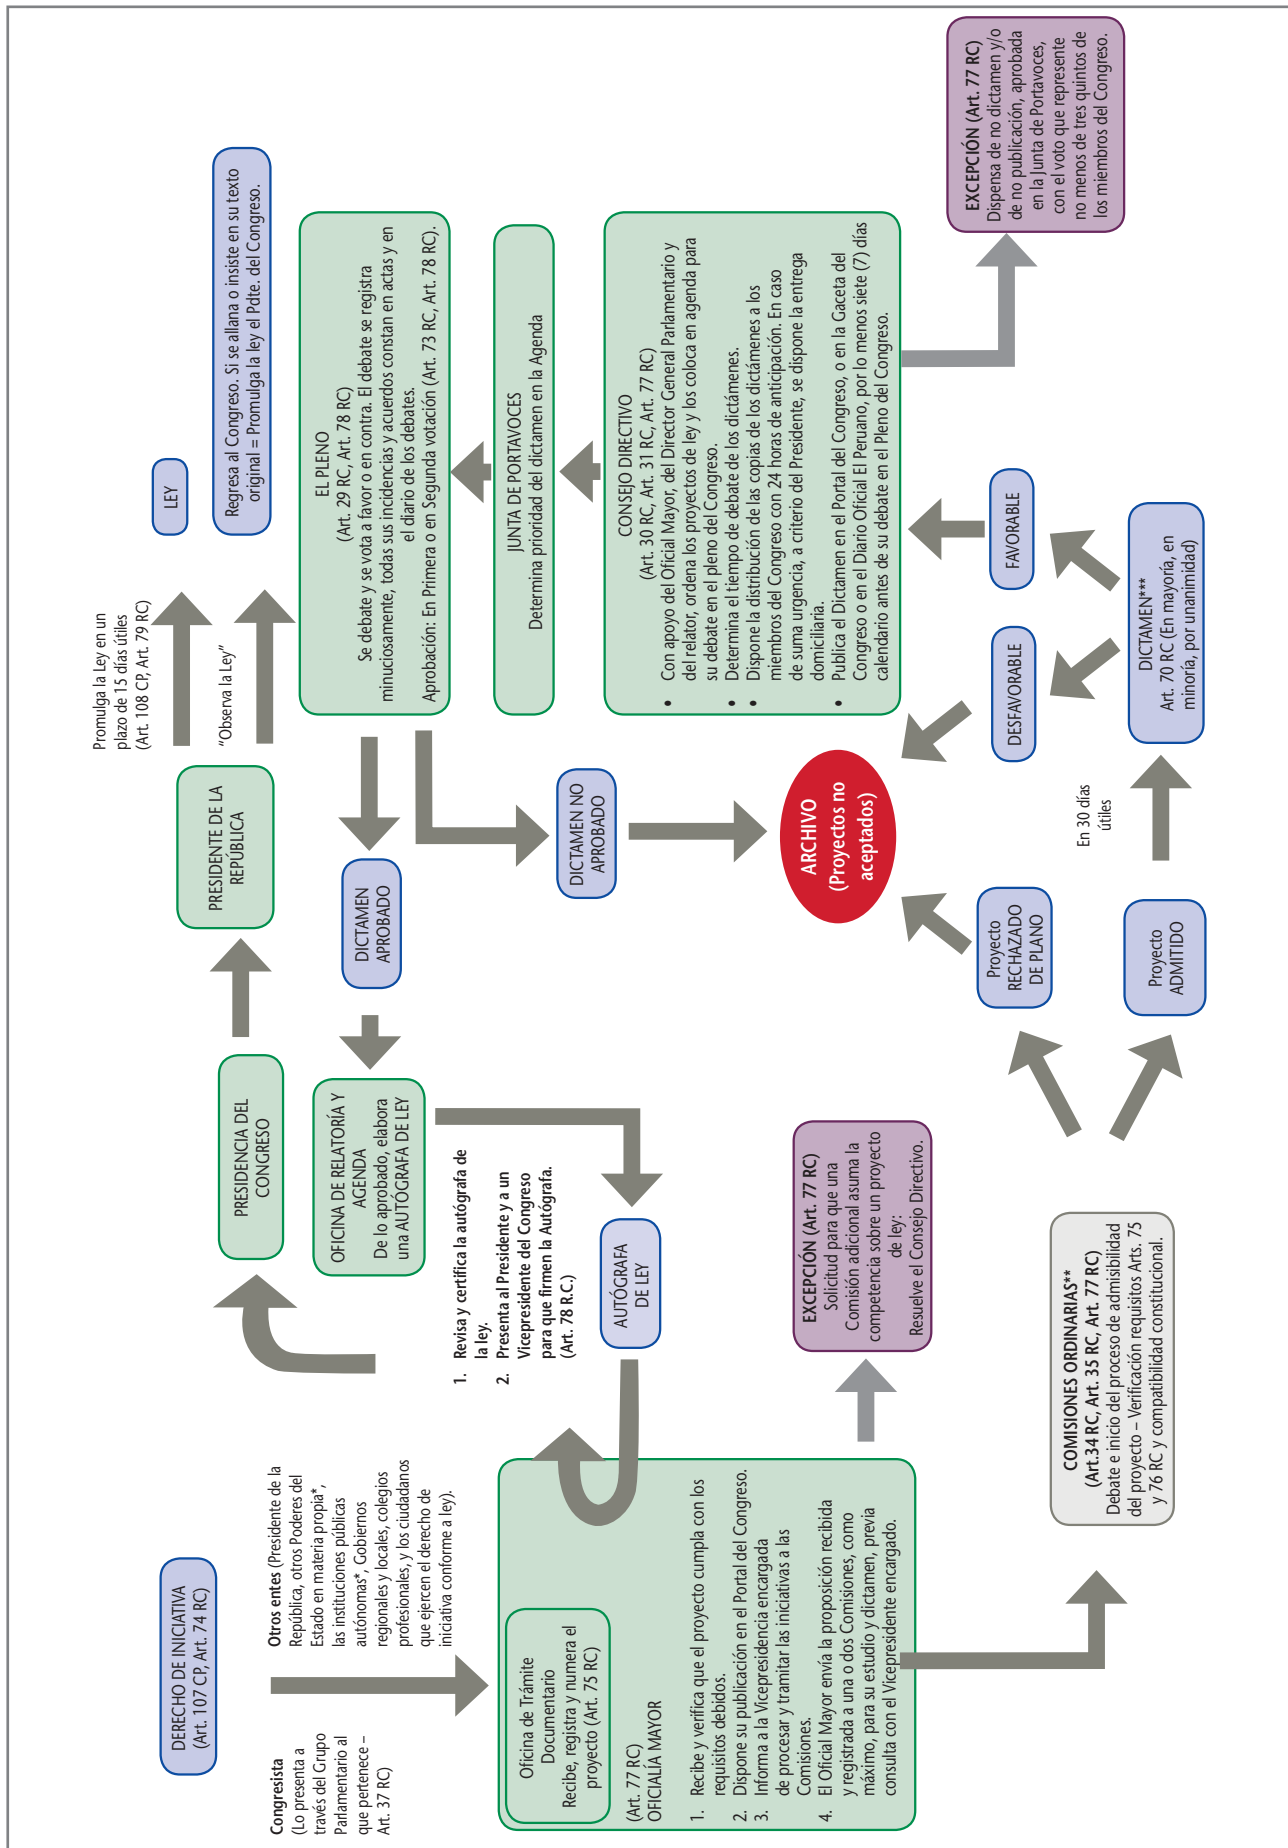 DERECHO DE INICIATIVA
(Art. 107 CP, Art. 74 RC)
Congresista
(Lo presenta a
través del Grupo
Parlamentario al
que pertenece –
Art. 37 RC)
Otros entes (Presidente de la
República, otros Poderes del
Estado en materia propia*,
las instituciones públicas
autónomas*, Gobiernos
regionales y locales, colegios
profesionales, y los ciudadanos
que ejercen el derecho de
iniciativa conforme a ley).
Oficina de Trámite
Documentario
Recibe, registra y numera el
proyecto (Art. 75 RC)
(Art. 77 RC)
OFICIALÍA MAYOR
1. Recibe y verifica que el proyecto cumpla con los
requisitos debidos.
2. Dispone su publicación en el Portal del Congreso.
3. Informa a la Vicepresidencia encargada
de procesar y tramitar las iniciativas a las
Comisiones.
4. El Oficial Mayor envía la proposición recibida
y registrada a una o dos Comisiones, como
máximo, para su estudio y dictamen, previa
consulta con el Vicepresidente encargado.
EXCEPCIÓN (Art. 77 RC)
Solicitud para que una
Comisión adicional asuma la
competencia sobre un proyecto
de ley:
Resuelve el Consejo Directivo.
COMISIONES ORDINARIAS**
(Art.34 RC, Art. 35 RC, Art. 77 RC)
Debate e inicio del proceso de admisibilidad
del proyecto – Verificación requisitos Arts. 75
y 76 RC y compatibilidad constitucional.
Proyecto
RECHAZADO
DE PLANO
Proyecto
ADMITIDO
En 30 días
útiles
DICTAMEN***
Art. 70 RC (En mayoría, en
minoría, por unanimidad)
DESFAVORABLE
FAVORABLE
ARCHIVO
(Proyectos no
aceptados)
CONSEJO DIRECTIVO
(Art. 30 RC, Art. 31 RC, Art. 77 RC)
• Con apoyo del Oficial Mayor, del Director General Parlamentario y
del relator, ordena los proyectos de ley y los coloca en agenda para
su debate en el pleno del Congreso.
• Determina el tiempo de debate de los dictámenes.
• Dispone la distribución de las copias de los dictámenes a los
miembros del Congreso con 24 horas de anticipación. En caso
de suma urgencia, a criterio del Presidente, se dispone la entrega
domiciliaria.
• Publica el Dictamen en el Portal del Congreso, o en la Gaceta del
Congreso o en el Diario Oficial El Peruano, por lo menos siete (7) días
calendario antes de su debate en el Pleno del Congreso.
EXCEPCIÓN (Art. 77 RC)
Dispensa de no dictamen y/o
de no publicación, aprobada
en la Junta de Portavoces,
con el voto que represente
no menos de tres quintos de
los miembros del Congreso.
JUNTA DE PORTAVOCES
Determina prioridad del dictamen en la Agenda
EL PLENO
(Art. 29 RC, Art. 78 RC)
Se debate y se vota a favor o en contra. El debate se registra
minuciosamente, todas sus incidencias y acuerdos constan en actas y en
el diario de los debates.
Aprobación: En Primera o en Segunda votación (Art. 73 RC, Art. 78 RC).
DICTAMEN NO
APROBADO
DICTAMEN
APROBADO
OFICINA DE RELATORÍA Y
AGENDA
De lo aprobado, elabora
una AUTÓGRAFA DE LEY
AUTÓGRAFA
DE LEY
1. Revisa y certifica la autógrafa de
la ley.
2. Presenta al Presidente y a un
Vicepresidente del Congreso
para que firmen la Autógrafa.
(Art. 78 R.C.)
PRESIDENCIA DEL
CONGRESO
PRESIDENTE DE LA
REPÚBLICA
Promulga la Ley en un
plazo de 15 días útiles
(Art. 108 CP, Art. 79 RC)
“Observa la Ley”
LEY
Regresa al Congreso. Si se allana o insiste en su texto
original = Promulga la ley el Pdte. del Congreso.